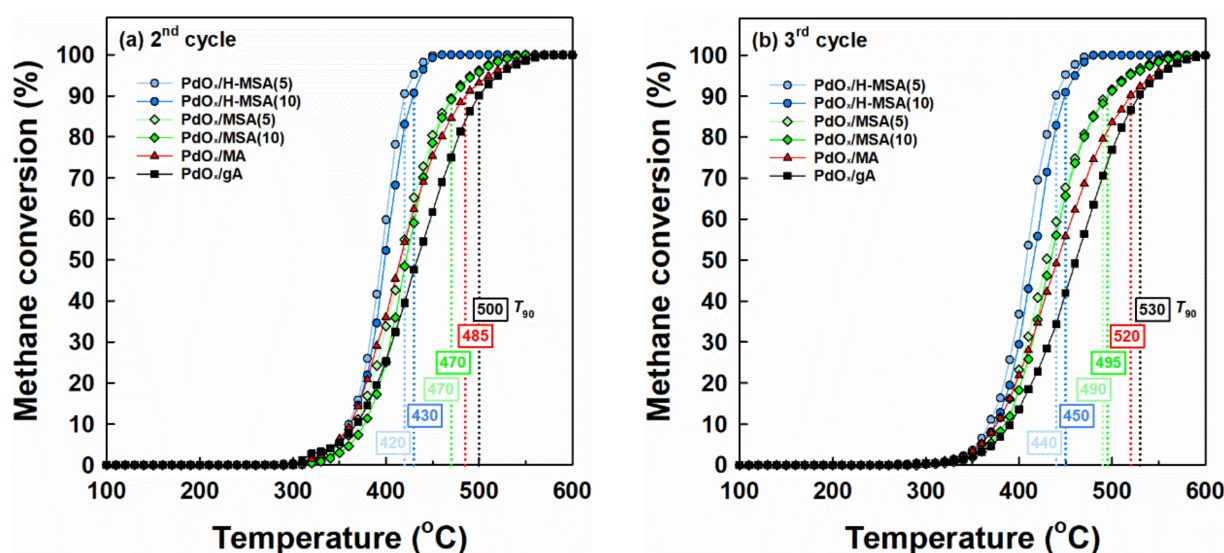 (a) 2nd cycle
PdOx/H-MSA(5)
PdOx/H-MSA(10)
PdOx/MSA(5)
PdOx/MSA(10)
PdOx/MA
PdOx/gA
Methane conversion (%)
100
90
80
70
60
50
40
30
20
10
0
500 T90
485
470
470
430
420
100
200
300
400
500
600
Temperature (oC)
(b) 3rd cycle
PdOx/H-MSA(5)
PdOx/H-MSA(10)
PdOx/MSA(5)
PdOx/MSA(10)
PdOx/MA
PdOx/gA
Methane conversion (%)
100
90
80
70
60
50
40
30
20
10
0
530 T90
520
495
490
450
440
100
200
300
400
500
600
Temperature (oC)